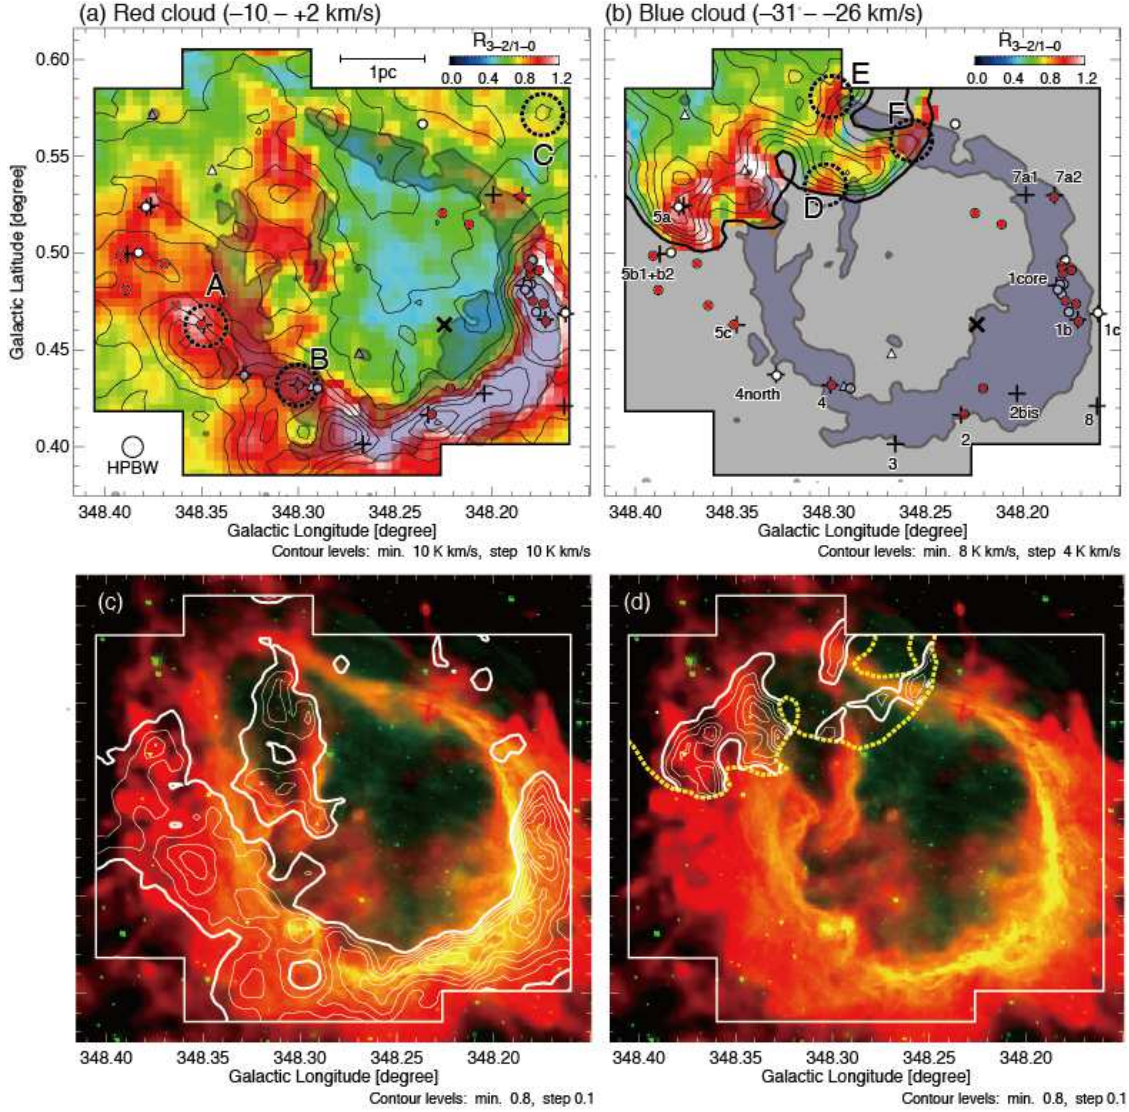 (a) Red cloud (–10 – +2 km/s)
R3–2/1–0
0.0 0.4 0.8 1.2
1pc
A
B
C
HPBW
0.60
0.55
0.50
0.45
0.40
Galactic Latitude [degree]
348.40 348.35 348.30 348.25 348.20
Galactic Longitude [degree]
Contour levels: min. 10 K km/s, step 10 K km/s
(b) Blue cloud (–31 – –26 km/s)
R3–2/1–0
0.0 0.4 0.8 1.2
E
F
D
7a1 7a2
5a
5b1+b2
1core
5c
1b
1c
4north
4
2bis
2
8
3
348.40 348.35 348.30 348.25 348.20
Galactic Longitude [degree]
Contour levels: min. 8 K km/s, step 4 K km/s
(c)
348.40 348.35 348.30 348.25 348.20
Galactic Longitude [degree]
Contour levels: min. 0.8, step 0.1
(d)
348.40 348.35 348.30 348.25 348.20
Galactic Longitude [degree]
Contour levels: min. 0.8, step 0.1